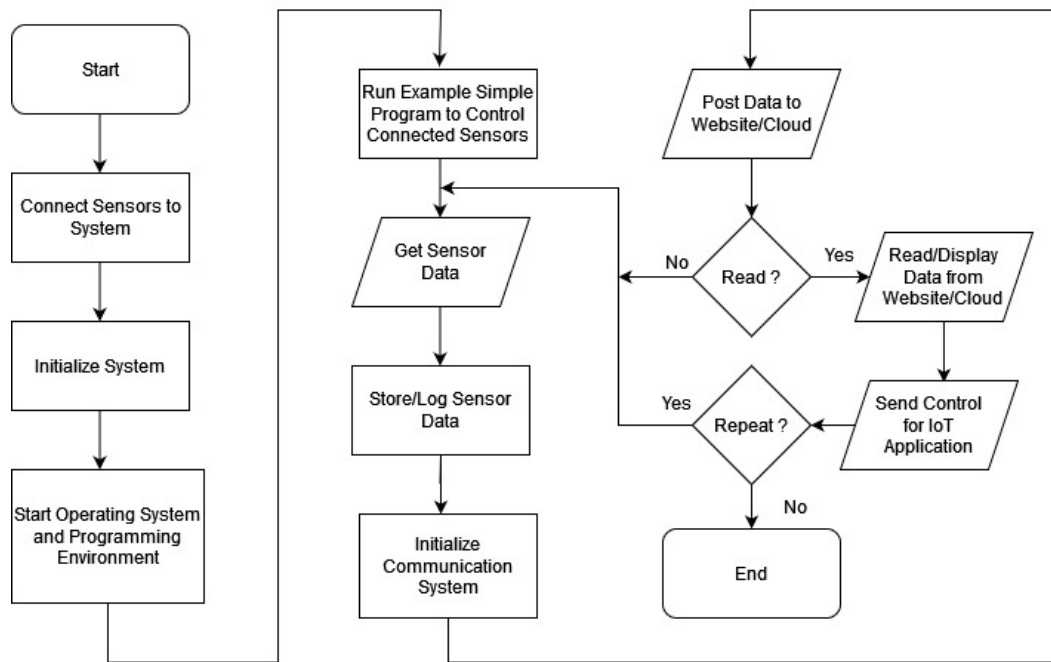 Start
Connect Sensors to
System
Initialize System
Start Operating System
and Programming
Environment
Run Example Simple
Program to Control
Connected Sensors
Get Sensor
Data
Store/Log Sensor
Data
Initialize
Communication
System
Post Data to
Website/Cloud
Read ?
No
Yes
Read/Display
Data from
Website/Cloud
Send Control
for IoT
Application
Repeat ?
Yes
No
End